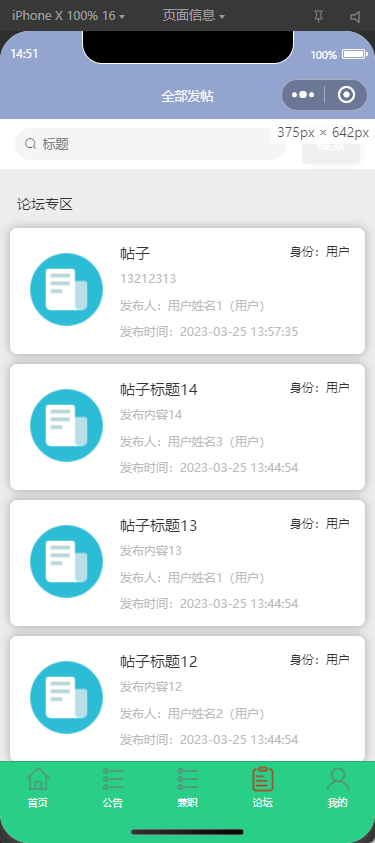 iPhone X 100% 16 页面信息
14:51
100%
全部发帖
375px × 642px
标题
搜索
论坛专区
帖子
身份：用户
13212313
发布人：用户姓名1（用户）
发布时间：2023-03-25 13:57:35
帖子标题14
身份：用户
发布内容14
发布人：用户姓名3（用户）
发布时间：2023-03-25 13:44:54
帖子标题13
身份：用户
发布内容13
发布人：用户姓名1（用户）
发布时间：2023-03-25 13:44:54
帖子标题12
身份：用户
发布内容12
发布人：用户姓名2（用户）
发布时间：2023-03-25 13:44:54
首页 公告 兼职 论坛 我的